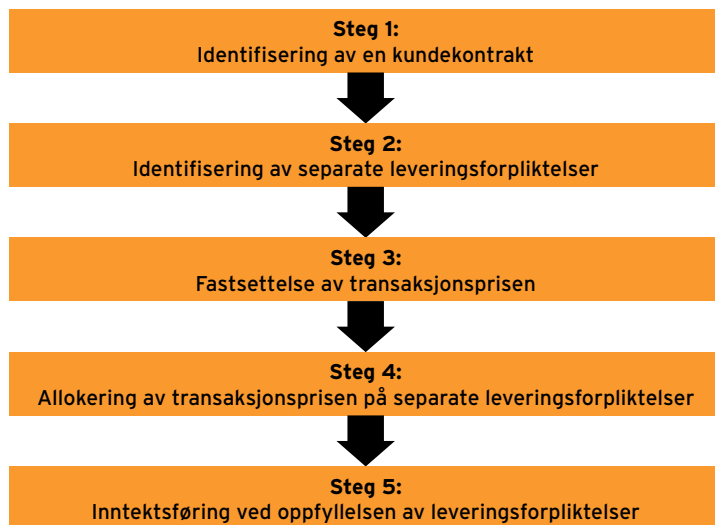 Steg 1:
Identifisering av en kundekontrakt
Steg 2:
Identifisering av separate leveringsforpliktelser
Steg 3:
Fastsettelse av transaksjonsprisen
Steg 4:
Allokering av transaksjonsprisen på separate leveringsforpliktelser
Steg 5:
Inntektsføring ved oppfyllelsen av leveringsforpliktelser